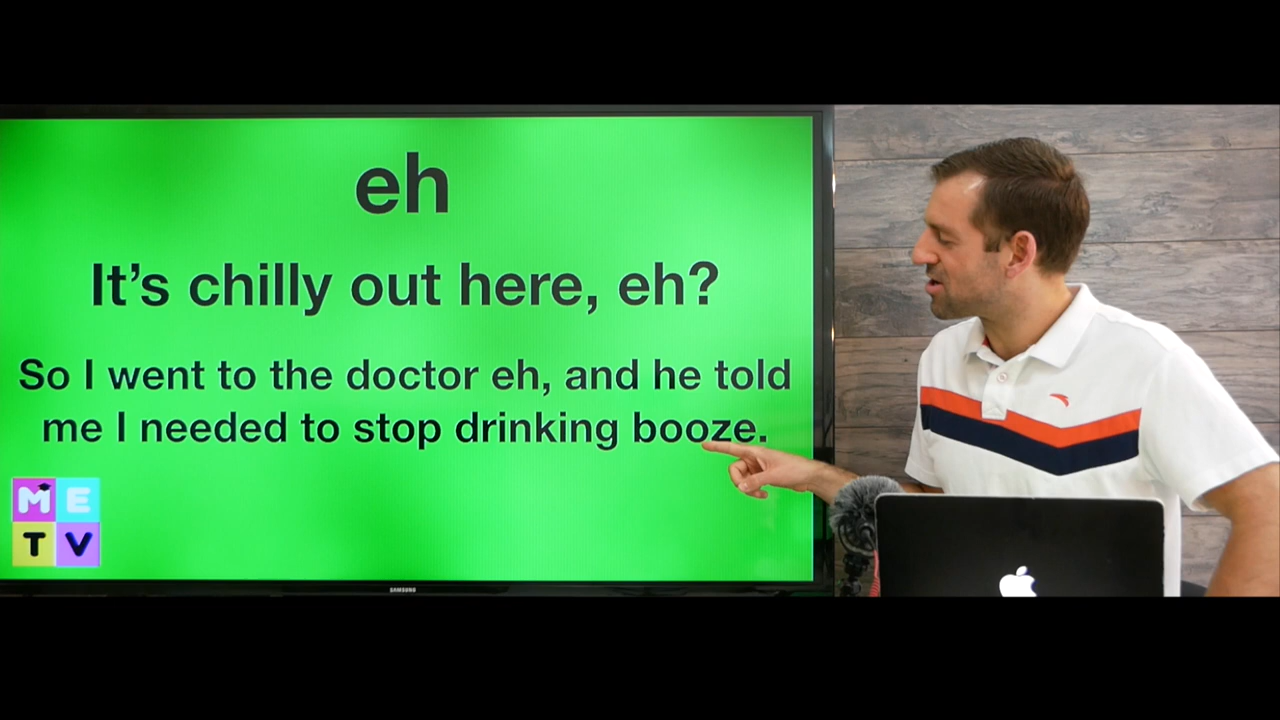 eh
It's chilly out here, eh?
So I went to the doctor eh, and he told
me I needed to stop drinking booze.
M E
T V
SAMSUNG